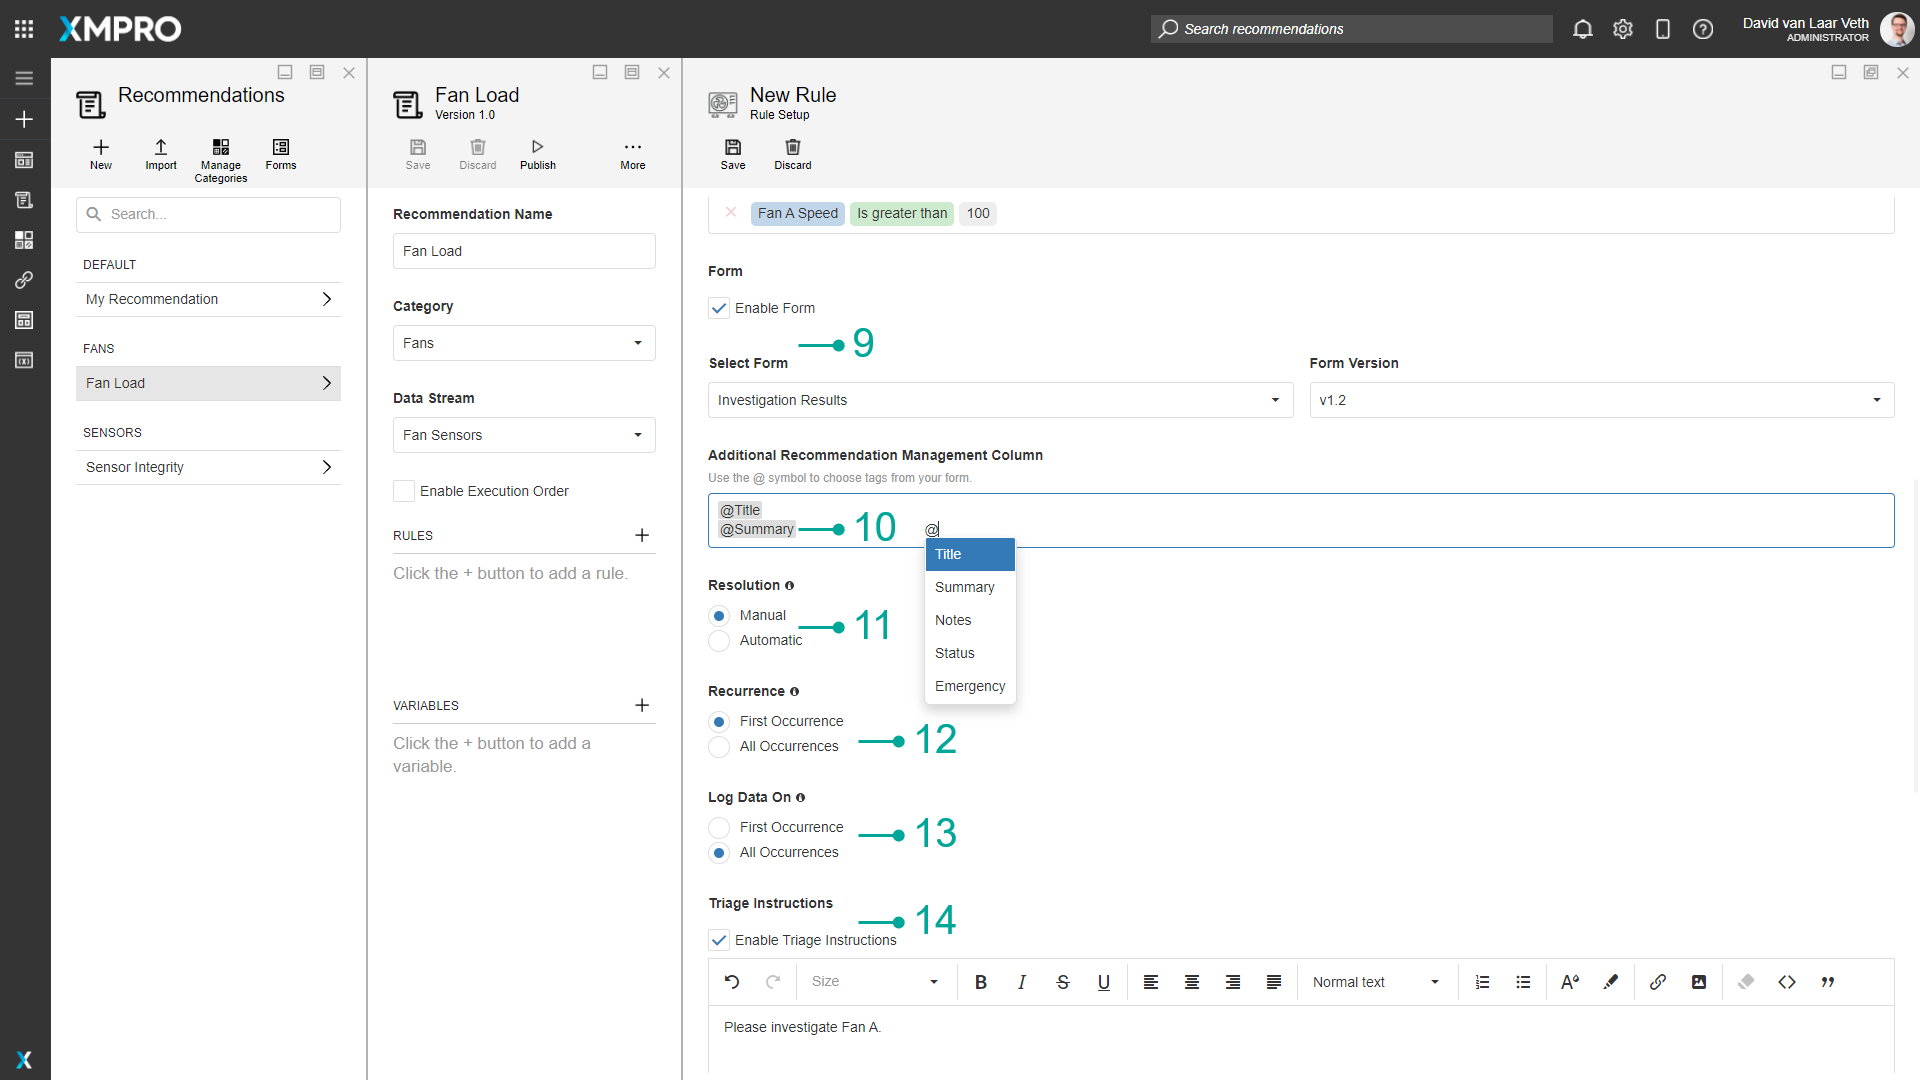 XMPRO
Search recommendations
David van Laar Veth
ADMINISTRATOR
Recommendations
New
Import
Manage
Categories
Forms
Search...
DEFAULT
My Recommendation
FANS
Fan Load
SENSORS
Sensor Integrity
Fan Load
Version 1.0
Save
Discard
Publish
More
Recommendation Name
Fan Load
Category
Fans
Data Stream
Fan Sensors
Enable Execution Order
RULES
Click the + button to add a rule.
VARIABLES
Click the + button to add a
variable.
New Rule
Rule Setup
Save
Discard
Fan A Speed Is greater than 100
Form
Enable Form
9
Select Form
Form Version
Investigation Results
v1.2
Additional Recommendation Management Column
Use the @ symbol to choose tags from your form.
@Title
@Summary
10
@
Title
Summary
Notes
Status
Emergency
Resolution
Manual
11
Automatic
Recurrence
First Occurrence
12
All Occurrences
Log Data On
First Occurrence
13
All Occurrences
Triage Instructions
14
Enable Triage Instructions
Size
B I S U
Normal text
Please investigate Fan A.
X